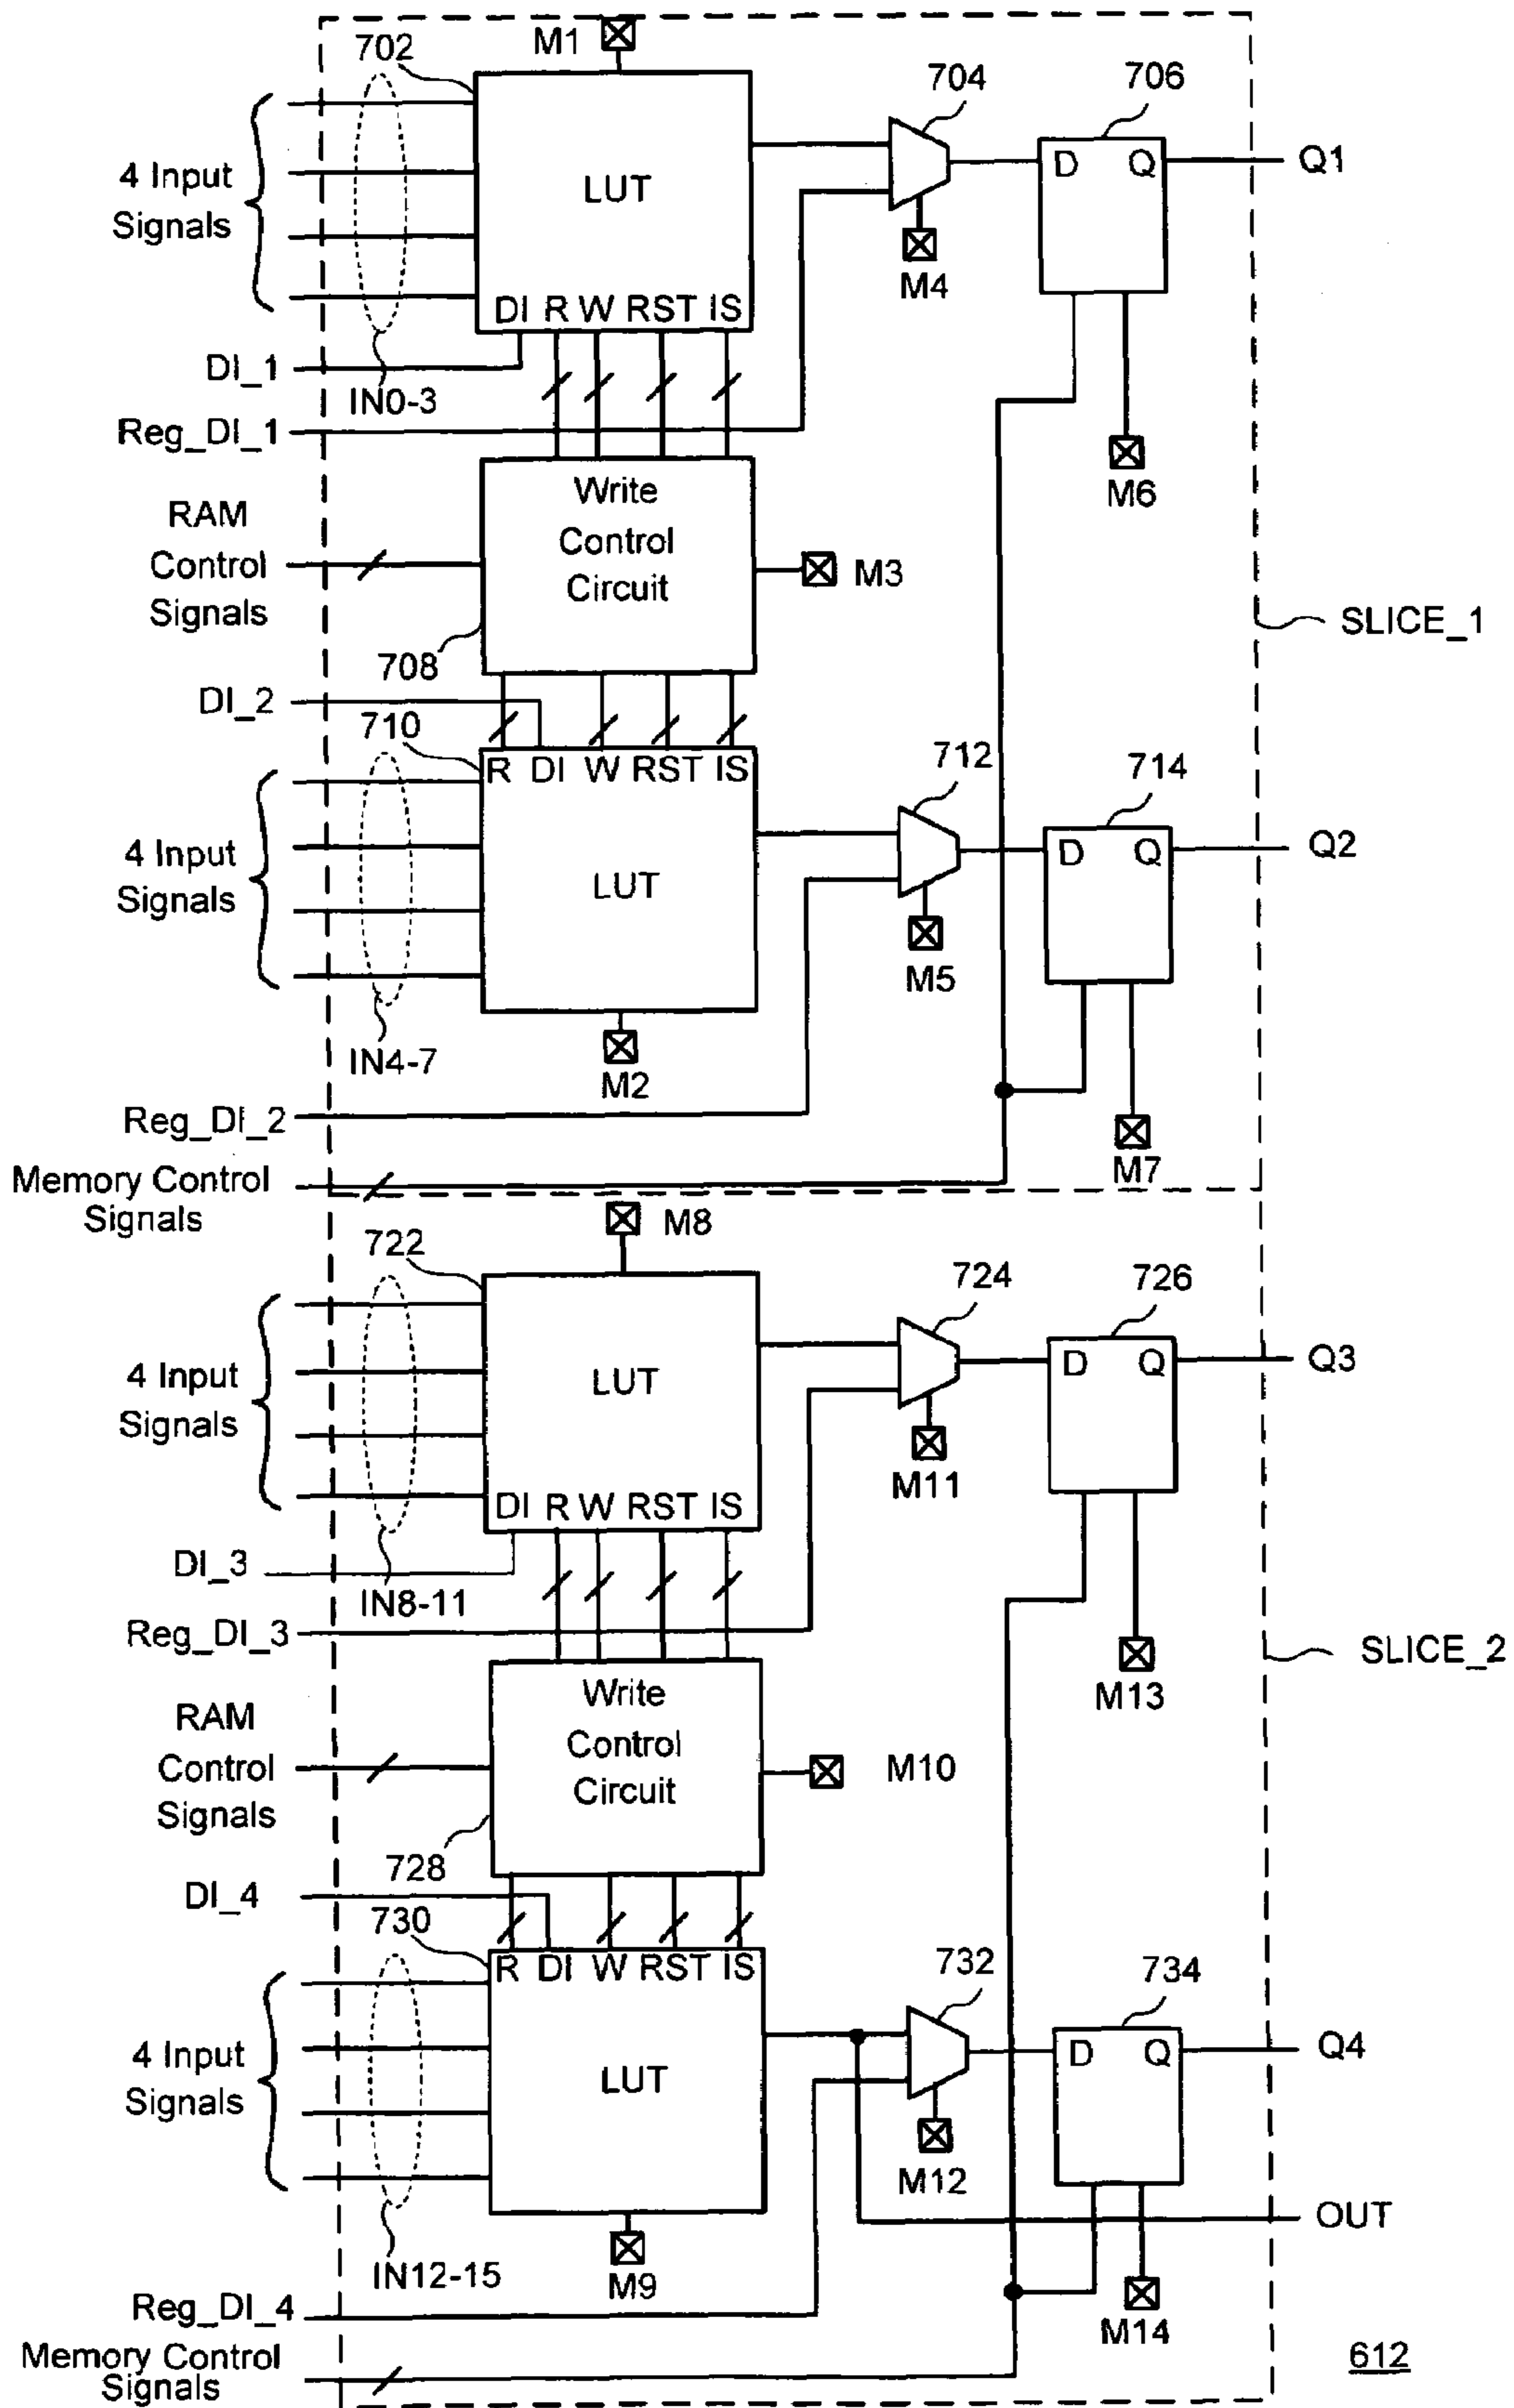 M1
702
704
706
4 Input
Signals
LUT
D Q
Q1
M4
DI R W RST IS
DI_1
IN0-3
Reg_DI_1
M6
RAM
Control
Signals
Write
Control
Circuit
M3
SLICE_1
708
DI_2
710
R DI W RST IS
712
714
4 Input
Signals
LUT
D Q
Q2
M5
IN4-7
M2
Reg_DI_2
M7
Memory Control
Signals
M8
722
724
726
4 Input
Signals
LUT
D Q
Q3
M11
DI R W RST IS
DI_3
IN8-11
Reg_DI_3
SLICE_2
M13
RAM
Control
Signals
Write
Control
Circuit
M10
728
DI_4
730
R DI W RST IS
732
734
4 Input
Signals
LUT
D Q
Q4
M12
OUT
IN12-15
M9
Reg_DI_4
M14
Memory Control
Signals
612